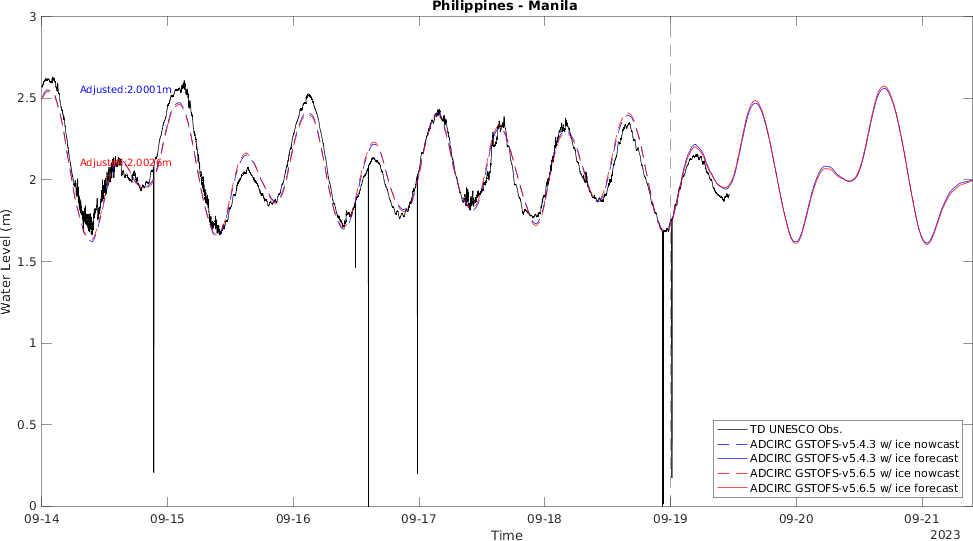 Philippines - Manila
3
2.5
2
1.5
1
0.5
0
Water Level (m)
Adjusted:2.0001m
Adjusted:2.0026m
TD UNESCO Obs.
ADCIRC GSTOFS-v5.4.3 w/ ice nowcast
ADCIRC GSTOFS-v5.4.3 w/ ice forecast
ADCIRC GSTOFS-v5.6.5 w/ ice nowcast
ADCIRC GSTOFS-v5.6.5 w/ ice forecast
09-14 09-15 09-16 09-17 09-18 09-19 09-20 09-21
Time
2023